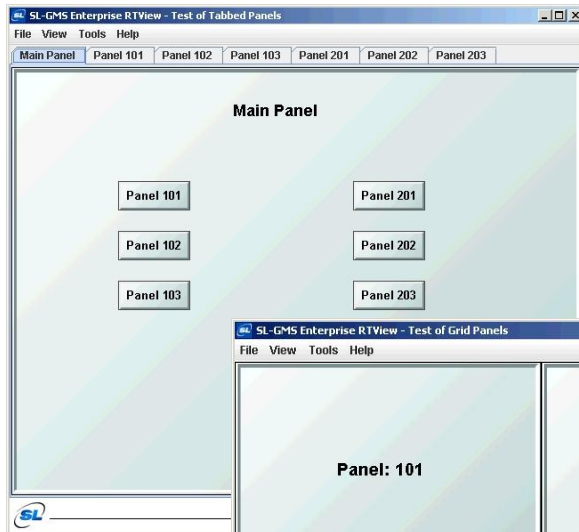 SL-GMS Enterprise RTView - Test of Tabbed Panels
File View Tools Help
Main Panel Panel 101 Panel 102 Panel 103 Panel 201 Panel 202 Panel 203
Main Panel
Panel 101 Panel 201
Panel 102 Panel 202
Panel 103 Panel 203
SL-GMS Enterprise RTView - Test of Grid Panels
File View Tools Help
Panel: 101
SL